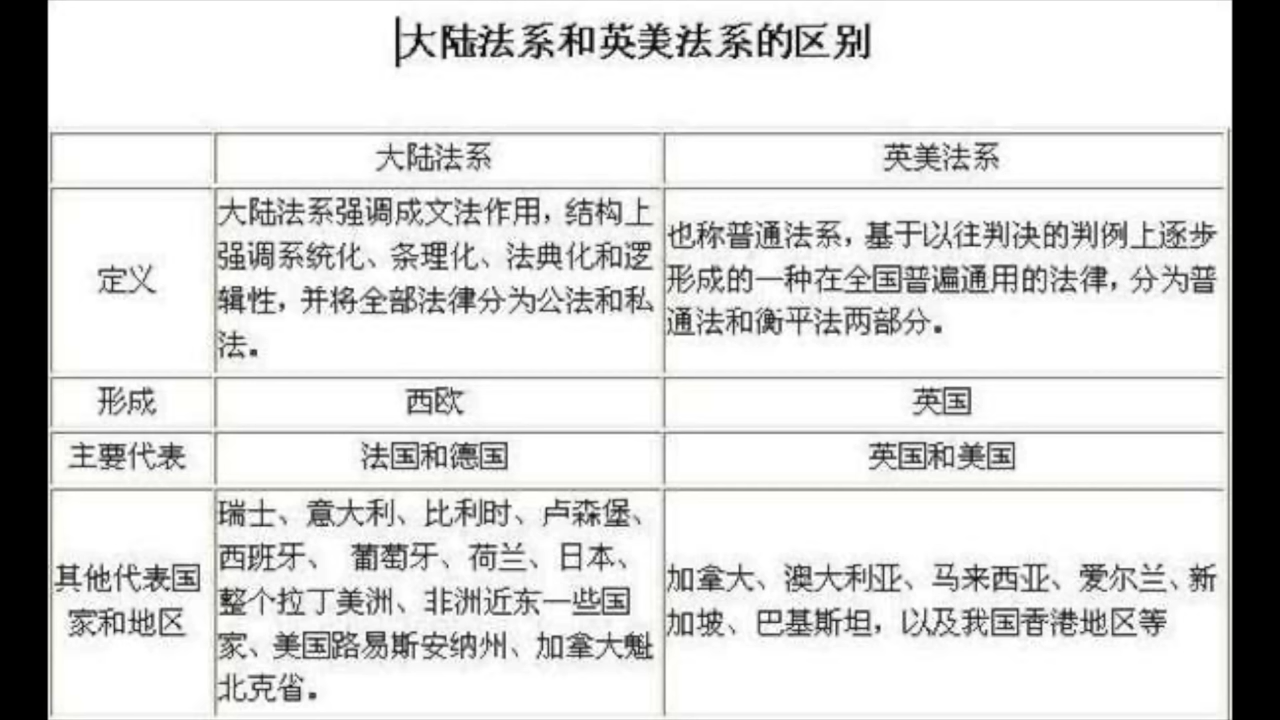 大陆法系和英美法系的区别
大陆法系
英美法系
定义
大陆法系强调成文法作用，结构上
强调系统化、条理化、法典化和逻
辑性，并将全部法律分为公法和私
法。
也称普通法系，基于以往判决的判例上逐步
形成的一种在全国普遍通用的法律，分为普
通法和衡平法两部分。
形成
西欧
英国
主要代表
法国和德国
英国和美国
其他代表国
家和地区
瑞士、意大利、比利时、卢森堡、
西班牙、 葡萄牙、荷兰、日本、
整个拉丁美洲、非洲近东一些国
家、美国路易斯安纳州、加拿大魁
北克省。
加拿大、澳大利亚、马来西亚、爱尔兰、新
加坡、巴基斯坦，以及我国香港地区等